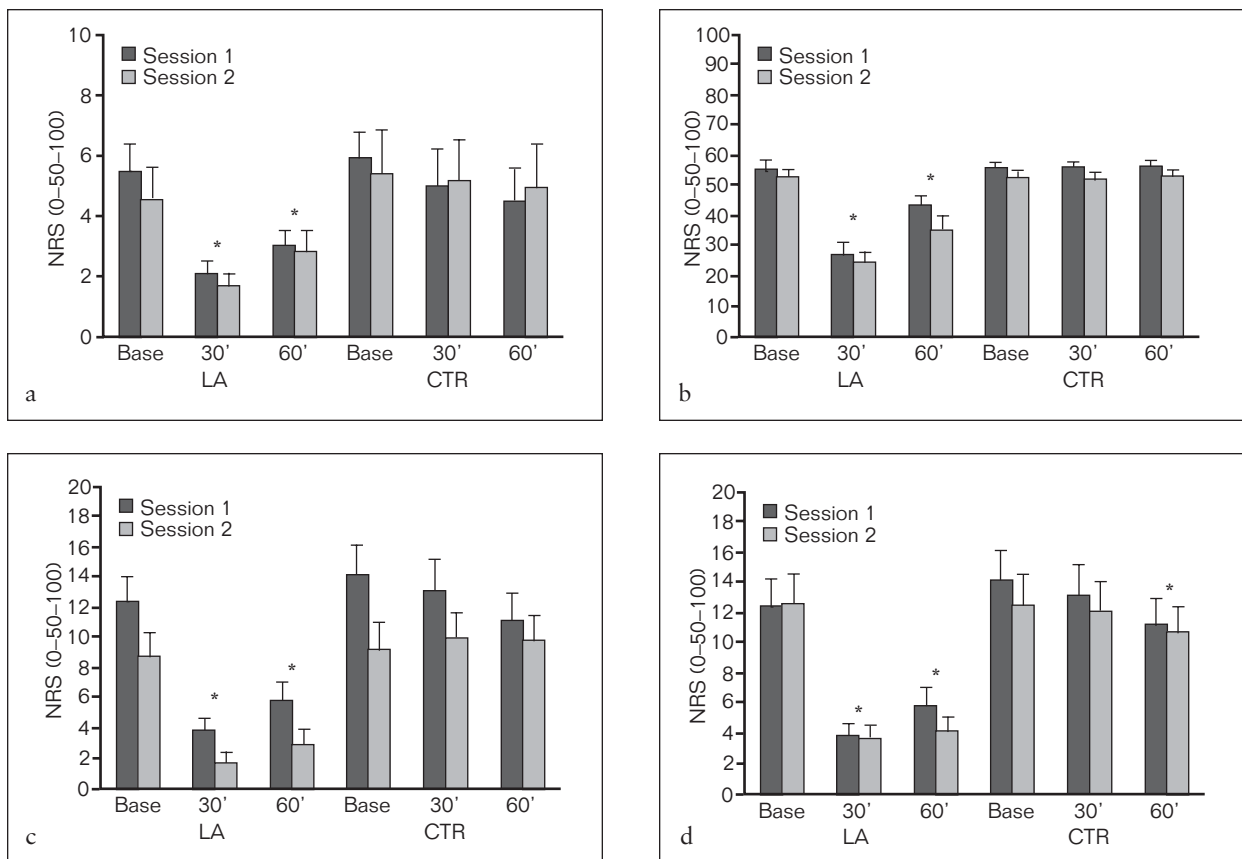 10
8
6
4
2
0
NRS (0–50–100)
Session 1
Session 2
Base 30' 60' Base 30' 60'
LA CTR
a
100
90
80
70
60
50
40
30
20
10
0
NRS (0–50–100)
Session 1
Session 2
* *
Base 30' 60' Base 30' 60'
LA CTR
b
20
18
16
14
12
10
8
6
4
2
0
NRS (0–50–100)
Session 1
Session 2
* *
Base 30' 60' Base 30' 60'
LA CTR
c
20
18
16
14
12
10
8
6
4
2
0
NRS (0–50–100)
Session 1
Session 2
* * *
Base 30' 60' Base 30' 60'
LA CTR
d